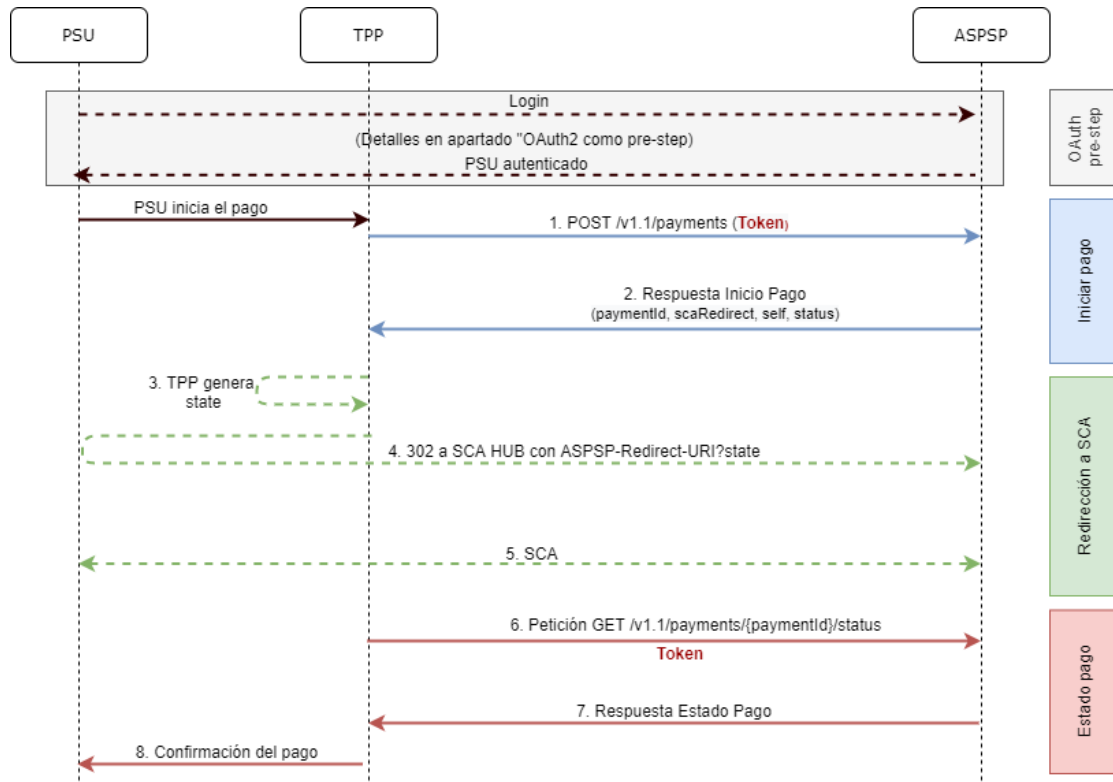 PSU
TPP
ASPSP
Login
(Detalles en apartado "OAuth2 como pre-step)
PSU autenticado
OAuth
pre-step
PSU inicia el pago
1. POST /v1.1/payments (Token)
2. Respuesta Inicio Pago
(paymentId, scaRedirect, self, status)
Iniciar pago
3. TPP genera
state
4. 302 a SCA HUB con ASPSP-Redirect-URI?state
5. SCA
Redirección a SCA
6. Petición GET /v1.1/payments/{paymentId}/status
Token
7. Respuesta Estado Pago
8. Confirmación del pago
Estado pago